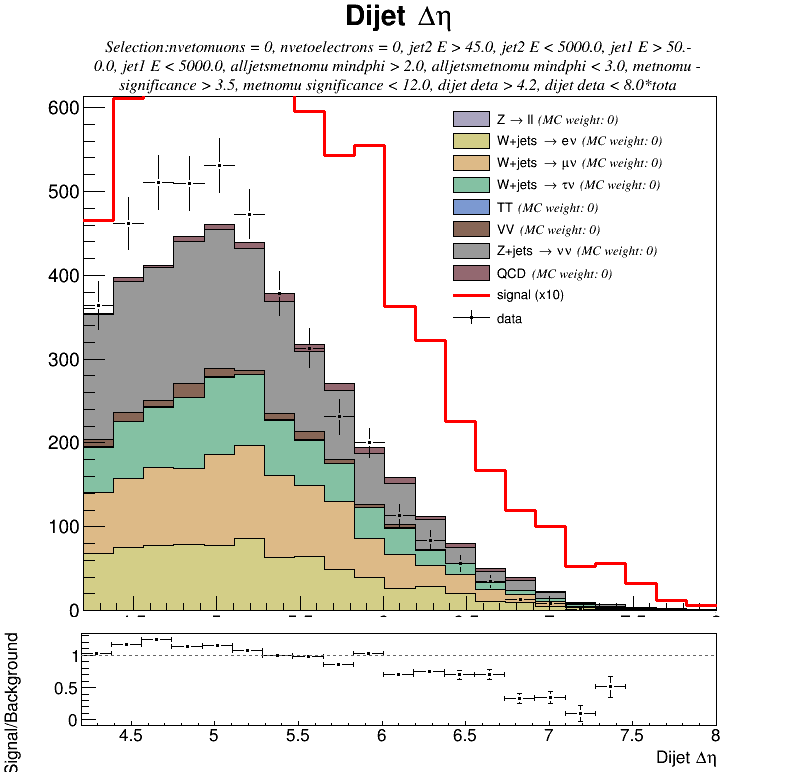 Dijet Δη
Selection:nvetomuons = 0, nvetoelectrons = 0, jet2 E > 45.0, jet2 E < 5000.0, jet1 E > 50.-
0.0, jet1 E < 5000.0, alljetsmetnomu mindphi > 2.0, alljetsmetnomu mindphi < 3.0, metnomu -
significance > 3.5, metnomu significance < 12.0, dijet deta > 4.2, dijet deta < 8.0*tota
600
500
400
300
200
100
0
Z → ll (MC weight: 0)
W+jets → eν (MC weight: 0)
W+jets → μν (MC weight: 0)
W+jets → τν (MC weight: 0)
TT (MC weight: 0)
VV (MC weight: 0)
Z+jets → νν (MC weight: 0)
QCD (MC weight: 0)
signal (x10)
data
Signal/Background
1
0.5
0
4.5 5 5.5 6 6.5 7 7.5 8
Dijet Δη